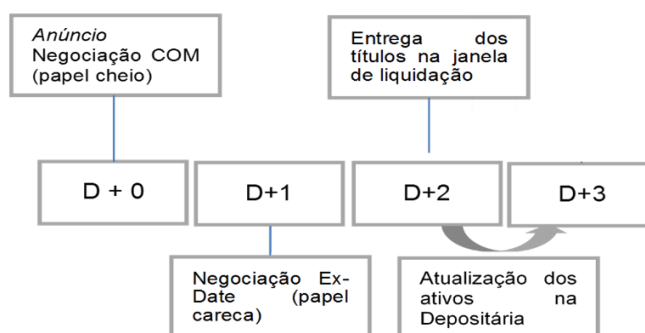 Anúncio
Negociação COM
(papel cheio)
Entrega dos
títulos na janela
de liquidação
D + 0
D+1
D+2
D+3
Negociação Ex-
Date (papel
careca)
Atualização dos
ativos na
Depositária